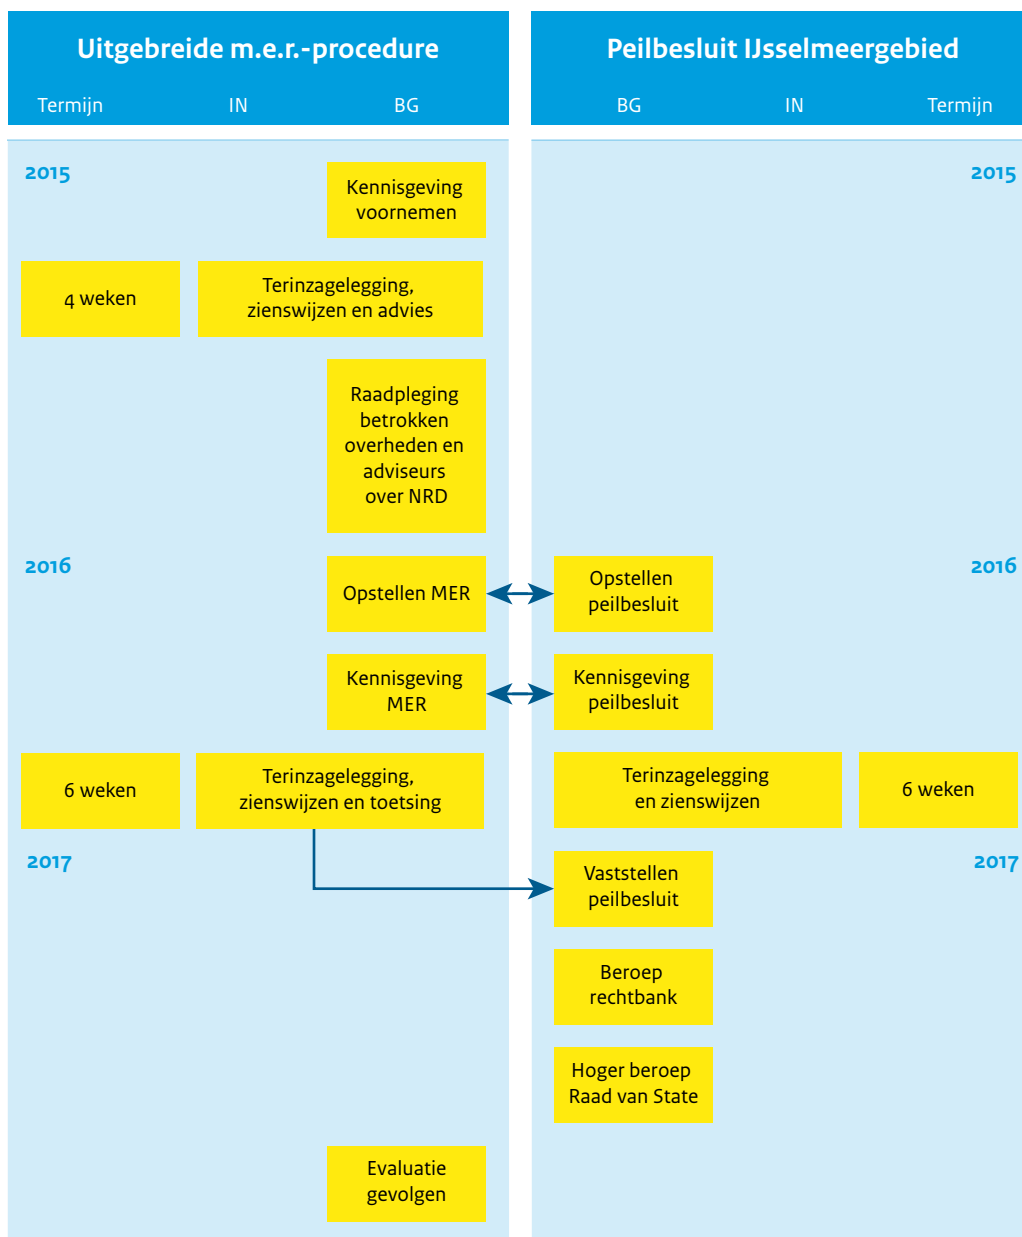 Uitgebreide m.e.r.-procedure
Peilbesluit IJsselmeergebied
Termijn
IN
BG
BG
IN
Termijn
2015
2015
Kennisgeving
voornemen
4 weken
Terinzagelegging,
zienswijzen en advies
Raadpleging
betrokken
overheden en
adviseurs
over NRD
2016
2016
Opstellen MER
Opstellen
peilbesluit
Kennisgeving
MER
Kennisgeving
peilbesluit
6 weken
Terinzagelegging,
zienswijzen en toetsing
Terinzagelegging
en zienswijzen
6 weken
2017
2017
Vaststellen
peilbesluit
Beroep
rechtbank
Hoger beroep
Raad van State
Evaluatie
gevolgen